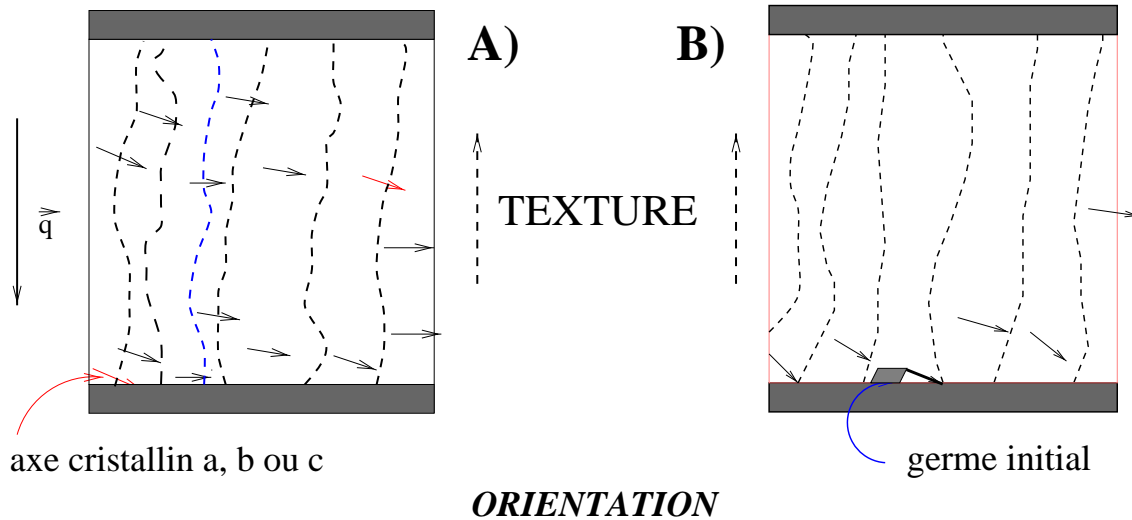 A)
B)
q
TEXTURE
axe cristallin a, b ou c
germe initial
ORIENTATION